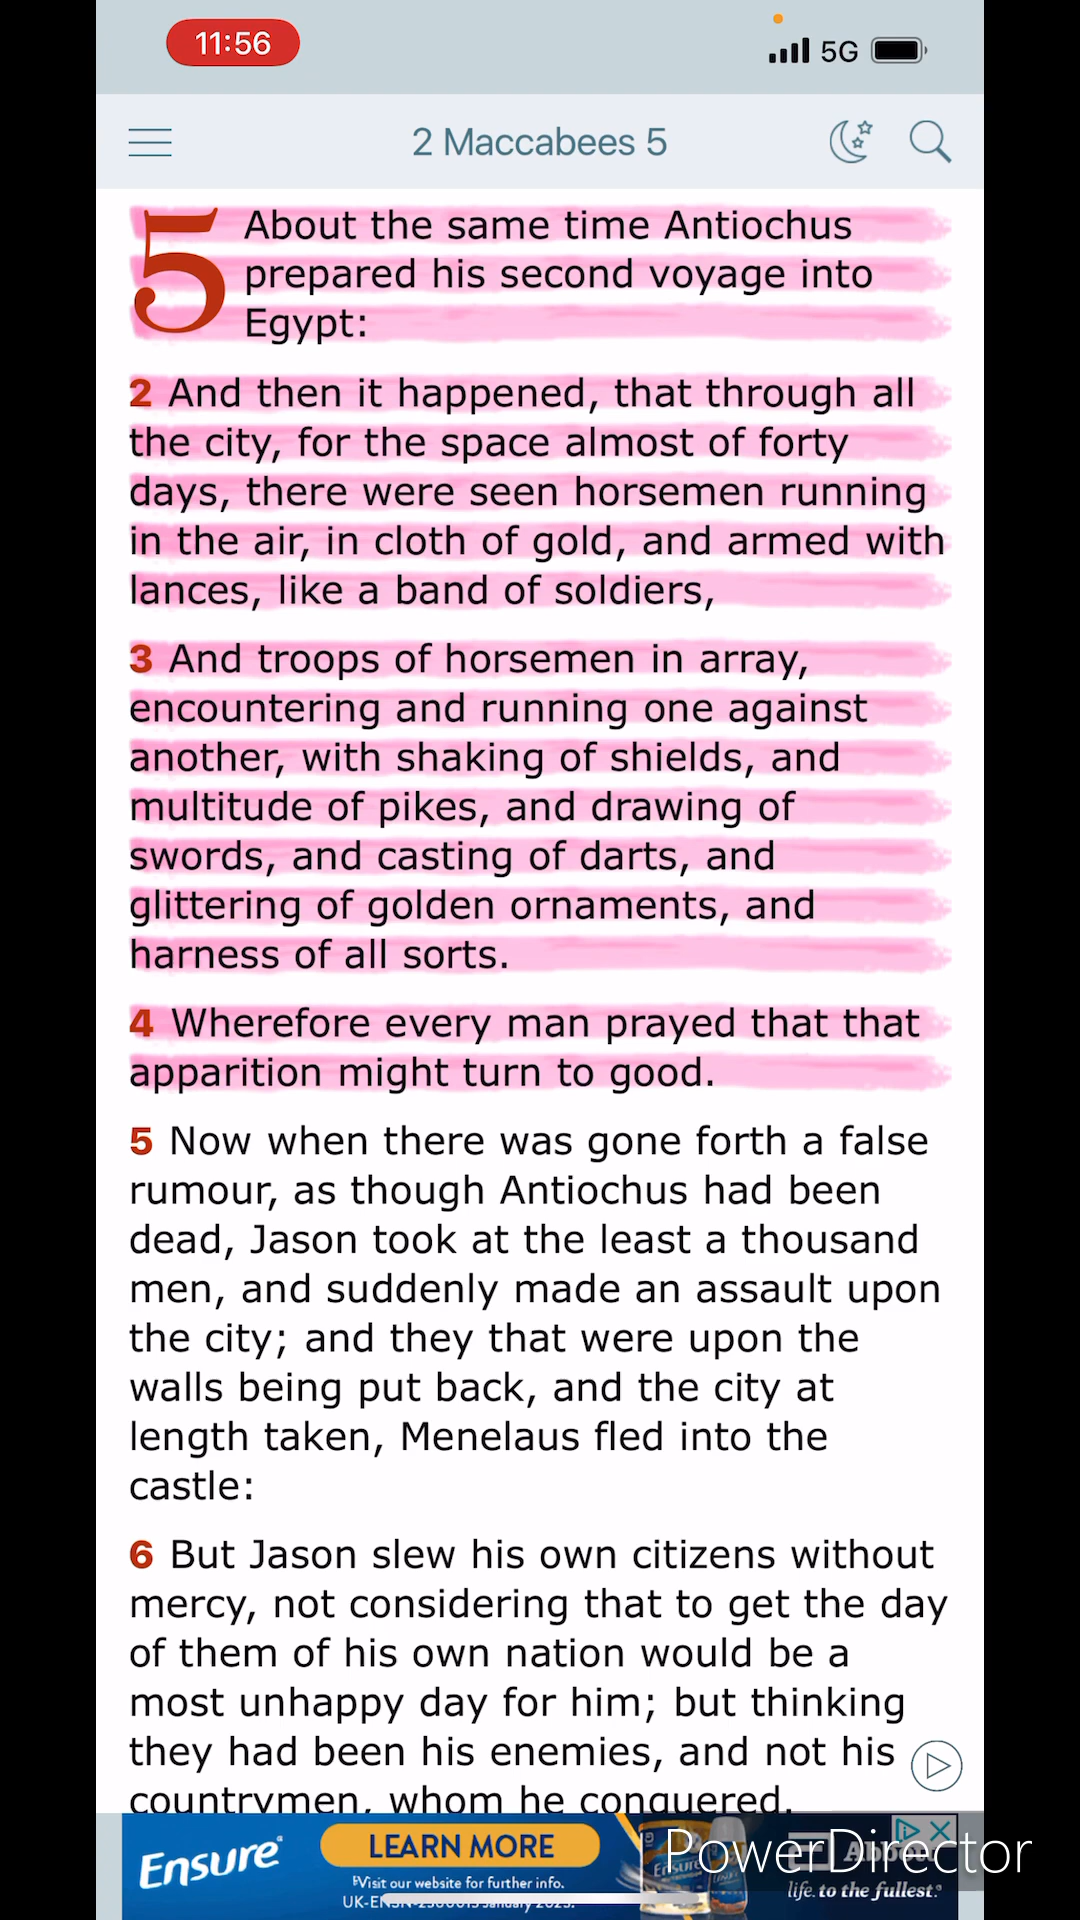 11:56
5G
2 Maccabees 5
5 About the same time Antiochus
prepared his second voyage into
Egypt:
2 And then it happened, that through all
the city, for the space almost of forty
days, there were seen horsemen running
in the air, in cloth of gold, and armed with
lances, like a band of soldiers,
3 And troops of horsemen in array,
encountering and running one against
another, with shaking of shields, and
multitude of pikes, and drawing of
swords, and casting of darts, and
glittering of golden ornaments, and
harness of all sorts.
4 Wherefore every man prayed that that
apparition might turn to good.
5 Now when there was gone forth a false
rumour, as though Antiochus had been
dead, Jason took at the least a thousand
men, and suddenly made an assault upon
the city; and they that were upon the
walls being put back, and the city at
length taken, Menelaus fled into the
castle:
6 But Jason slew his own citizens without
mercy, not considering that to get the day
of them of his own nation would be a
most unhappy day for him; but thinking
they had been his enemies, and not his
countrymen, whom he conquered.
Ensure
LEARN MORE
Visit our website for further info.
Ensure
Abbott
life. to the fullest.
PowerDirector